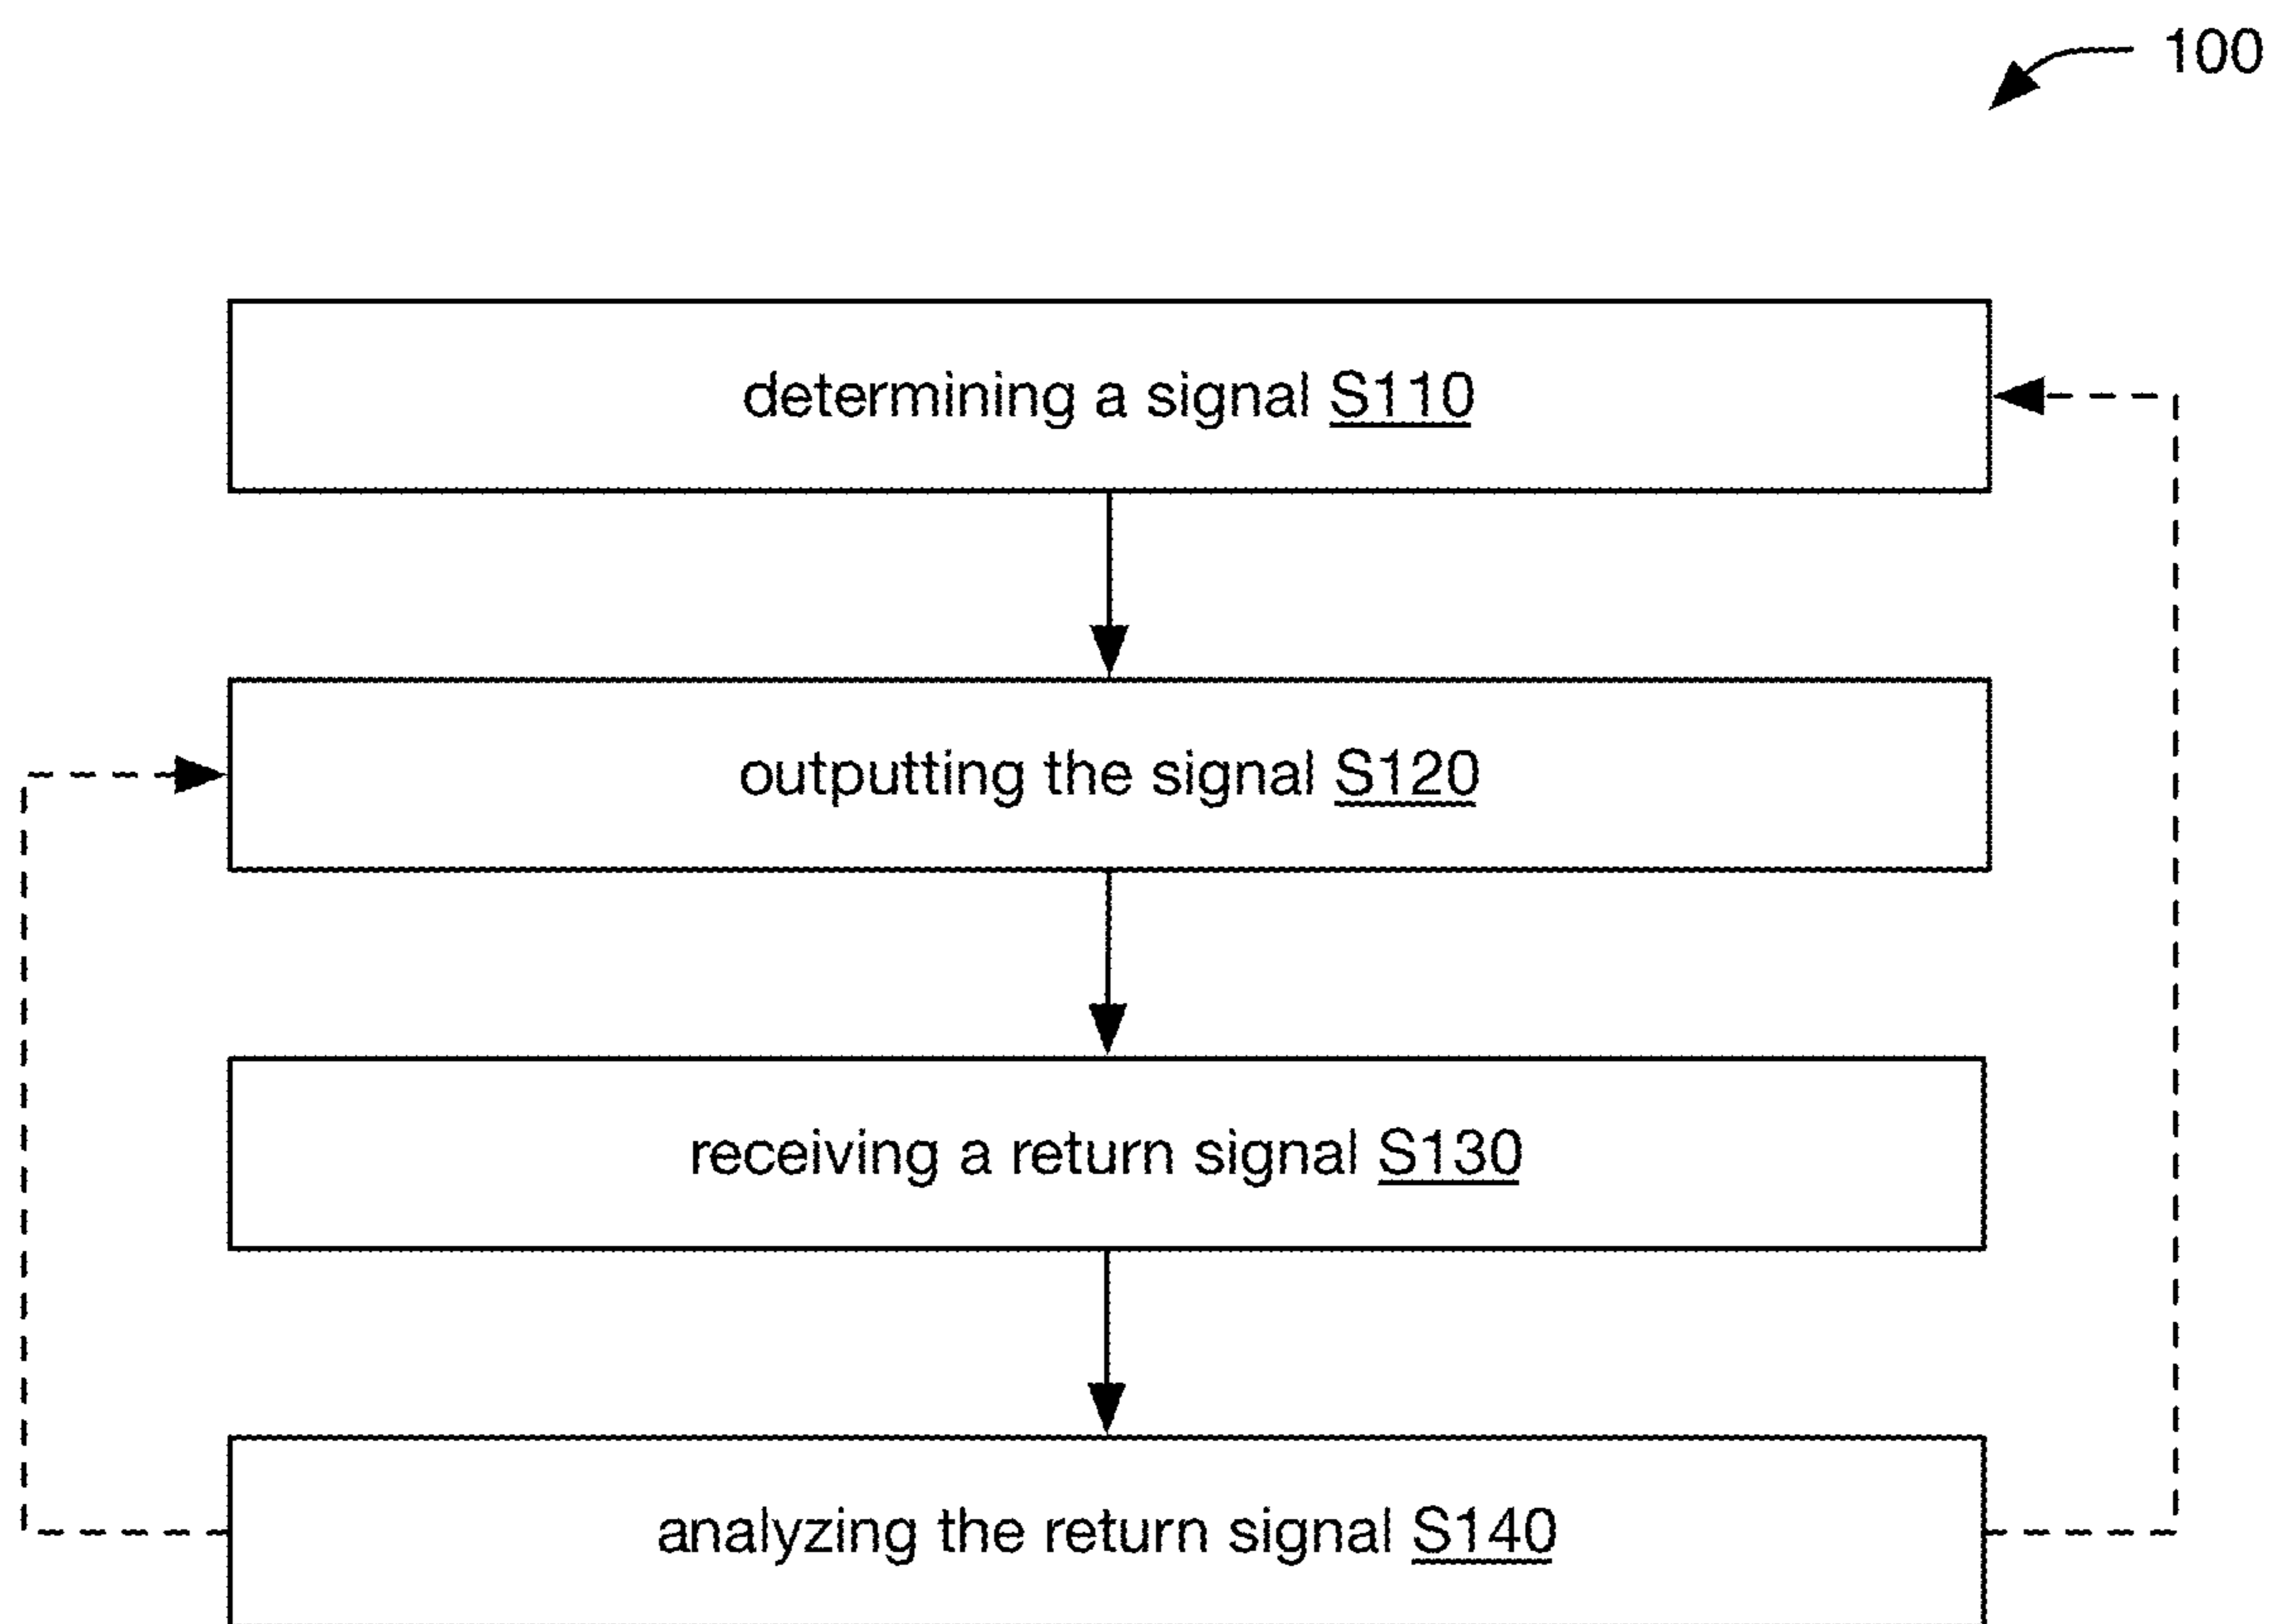 100
determining a signal S110
outputting the signal S120
receiving a return signal S130
analyzing the return signal S140